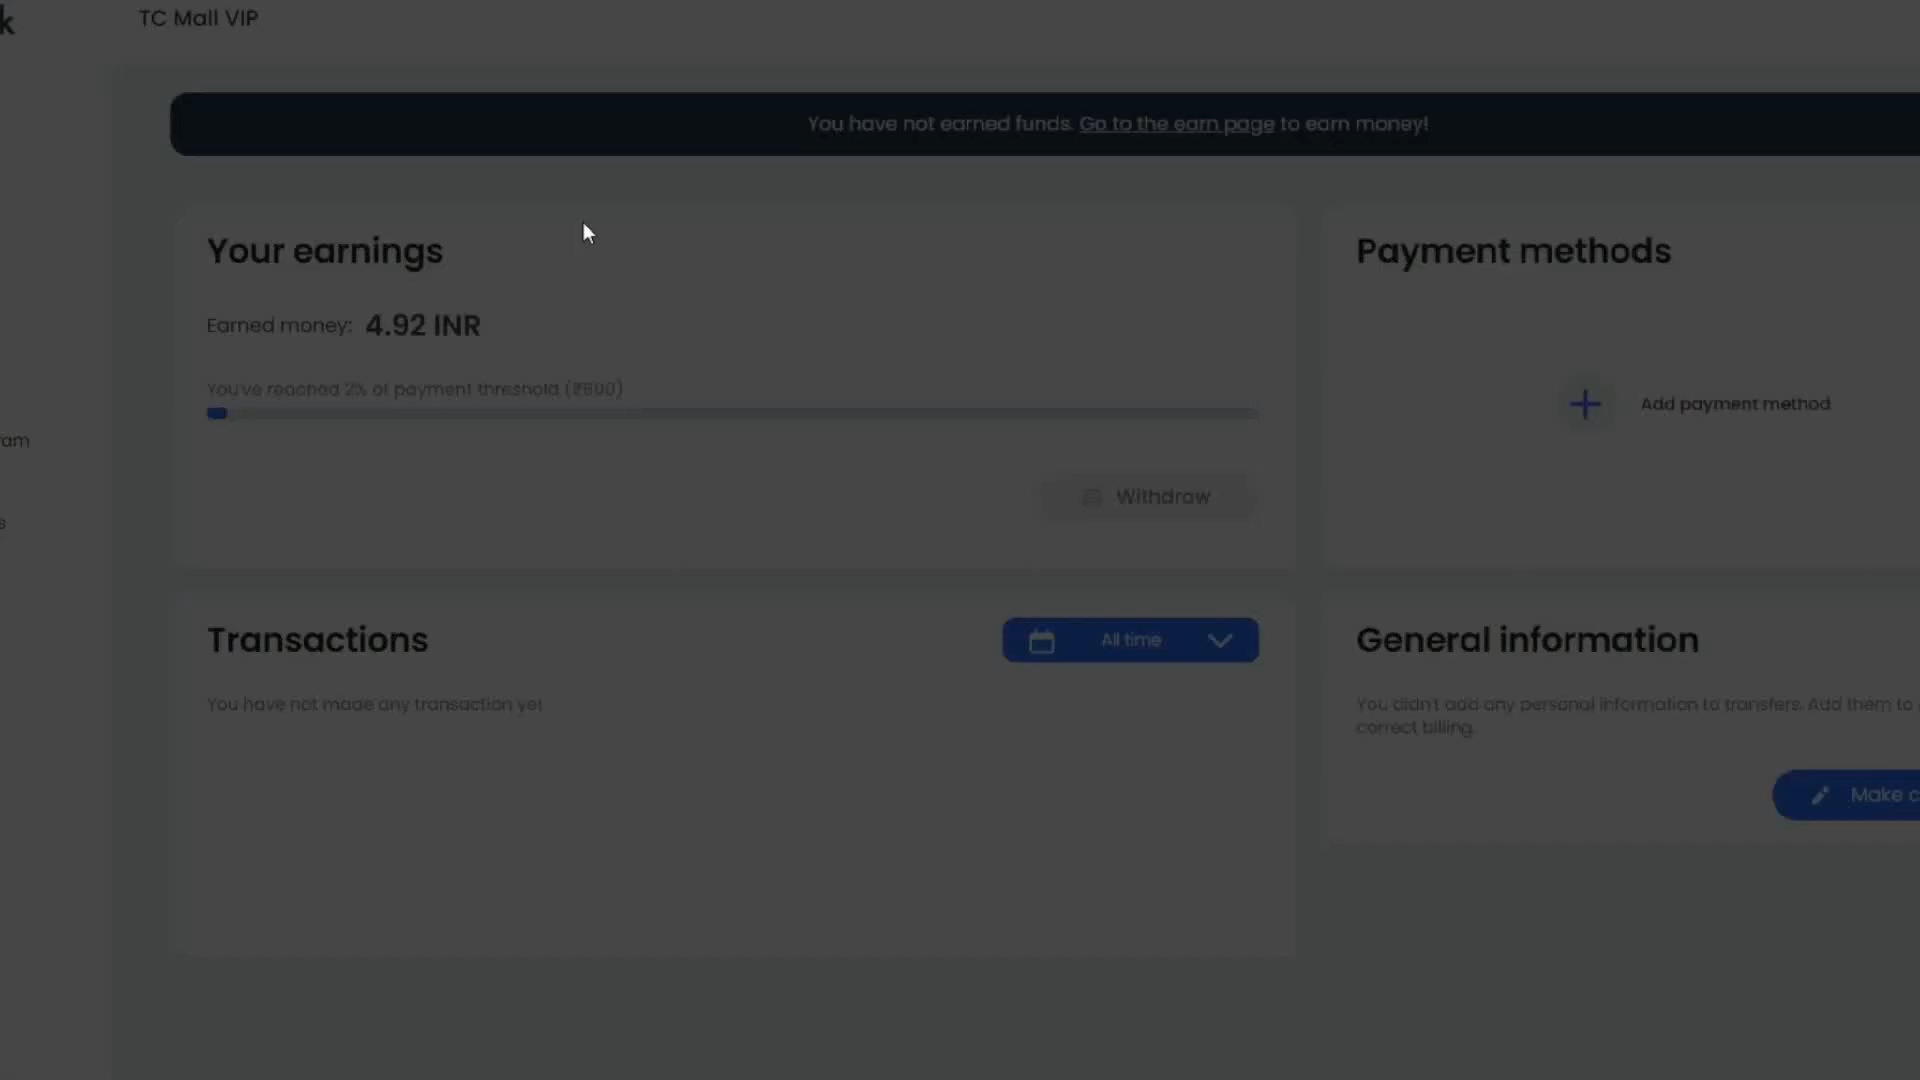 k
TC Mall VIP
You have not earned funds. Go to the earn page to earn money!
Your earnings
Earned money: 4.92 INR
You've reached 2% of payment threshold (₹800)
Withdraw
Payment methods
Add payment method
ram
s
Transactions
All time
You have not made any transaction yet
General information
You didn't add any personal information to transfers. Add them to
correct billing.
Make c